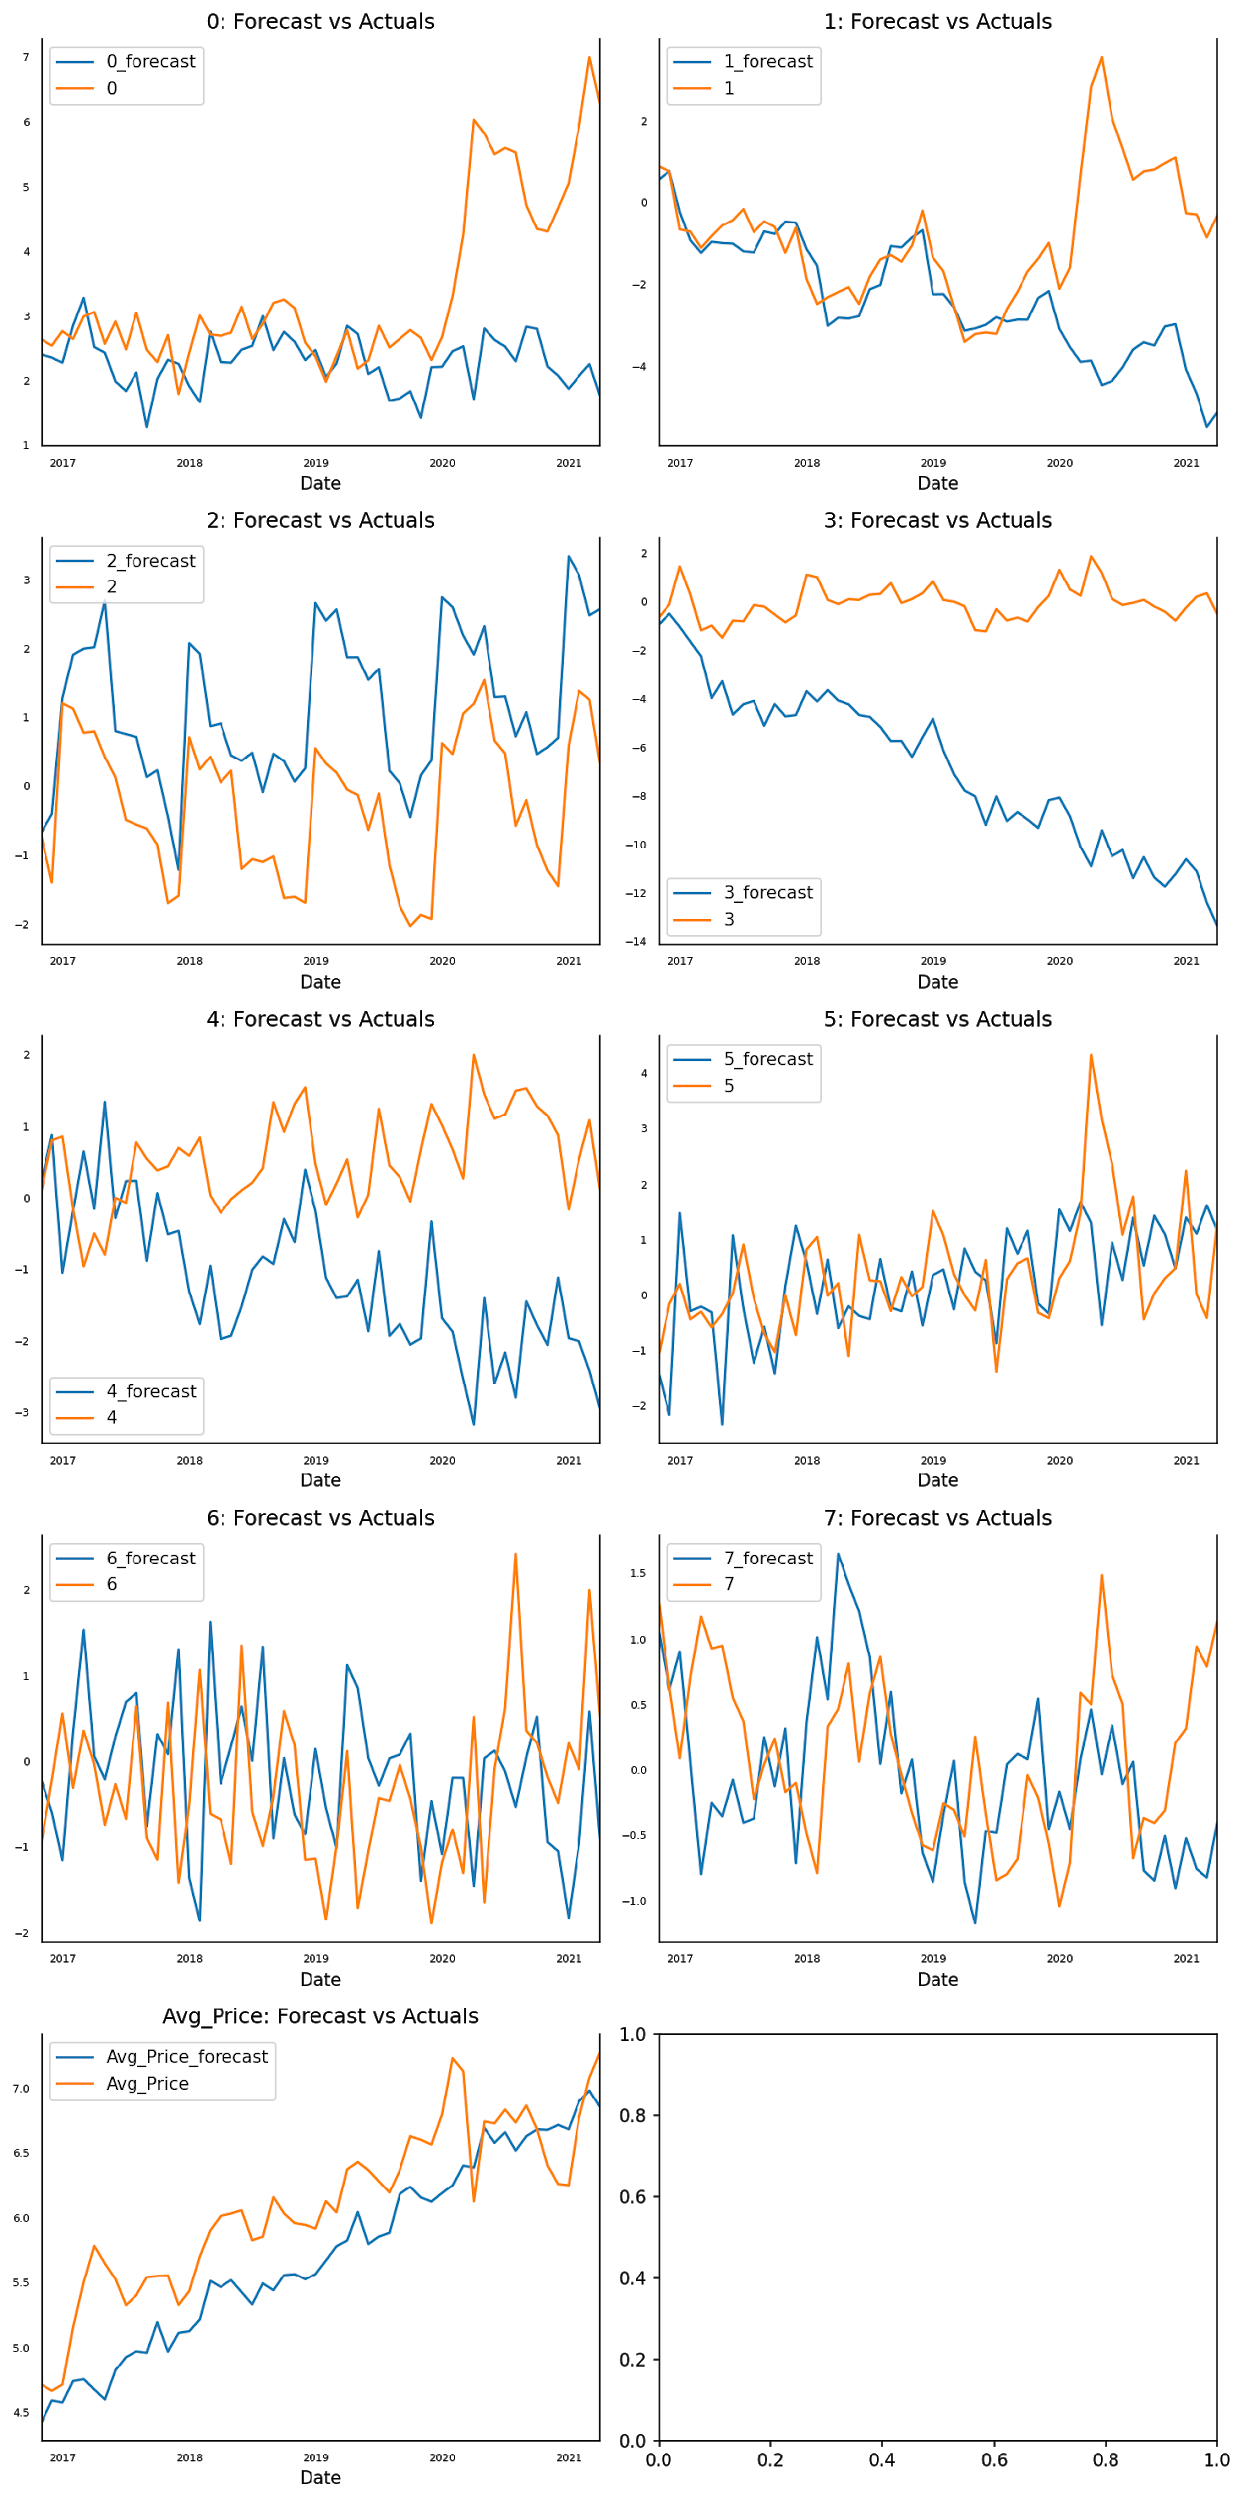 0: Forecast vs Actuals
0_forecast
0
7
6
5
4
3
2
1
2017 2018 2019 2020 2021
Date
1: Forecast vs Actuals
1_forecast
1
2
0
−2
−4
2017 2018 2019 2020 2021
Date
2: Forecast vs Actuals
2_forecast
2
3
2
1
0
−1
−2
2017 2018 2019 2020 2021
Date
3: Forecast vs Actuals
2
0
−2
−4
−6
−8
−10
−12
−14
3_forecast
3
2017 2018 2019 2020 2021
Date
4: Forecast vs Actuals
2
1
0
−1
−2
−3
4_forecast
4
2017 2018 2019 2020 2021
Date
5: Forecast vs Actuals
5_forecast
5
4
3
2
1
0
−1
−2
2017 2018 2019 2020 2021
Date
6: Forecast vs Actuals
6_forecast
6
2
1
0
−1
−2
2017 2018 2019 2020 2021
Date
7: Forecast vs Actuals
7_forecast
7
1.5
1.0
0.5
0.0
−0.5
−1.0
2017 2018 2019 2020 2021
Date
Avg_Price: Forecast vs Actuals
Avg_Price_forecast
Avg_Price
7.0
6.5
6.0
5.5
5.0
4.5
2017 2018 2019 2020 2021
Date
1.0
0.8
0.6
0.4
0.2
0.0
0.0 0.2 0.4 0.6 0.8 1.0